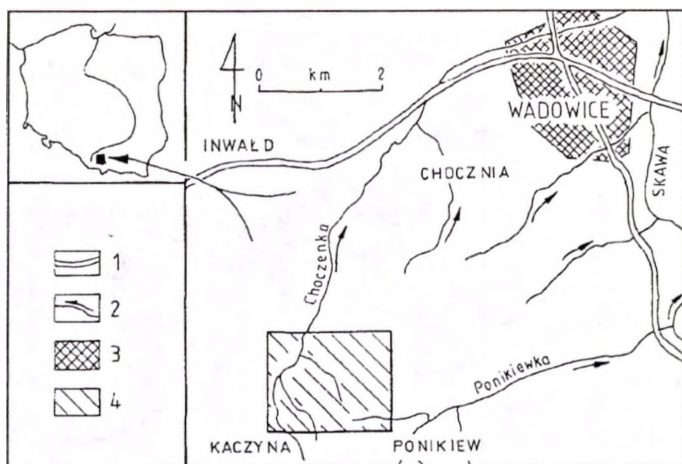 0 km 2
N
INWAŁD
WADOWICE
CHOCZNIA
SKAWA
Choczenka
Ponikiewka
KACZYNA
PONIKIEW
1
2
3
4